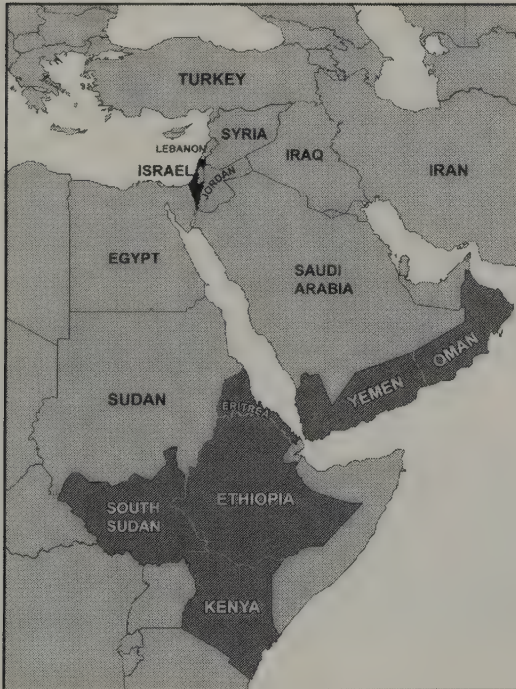 TURKEY
SYRIA
LEBANON
IRAQ
IRAN
ISRAEL
JORDAN
EGYPT
SAUDI
ARABIA
OMAN
YEMEN
SUDAN
ERITREA
ETHIOPIA
SOUTH
SUDAN
KENYA